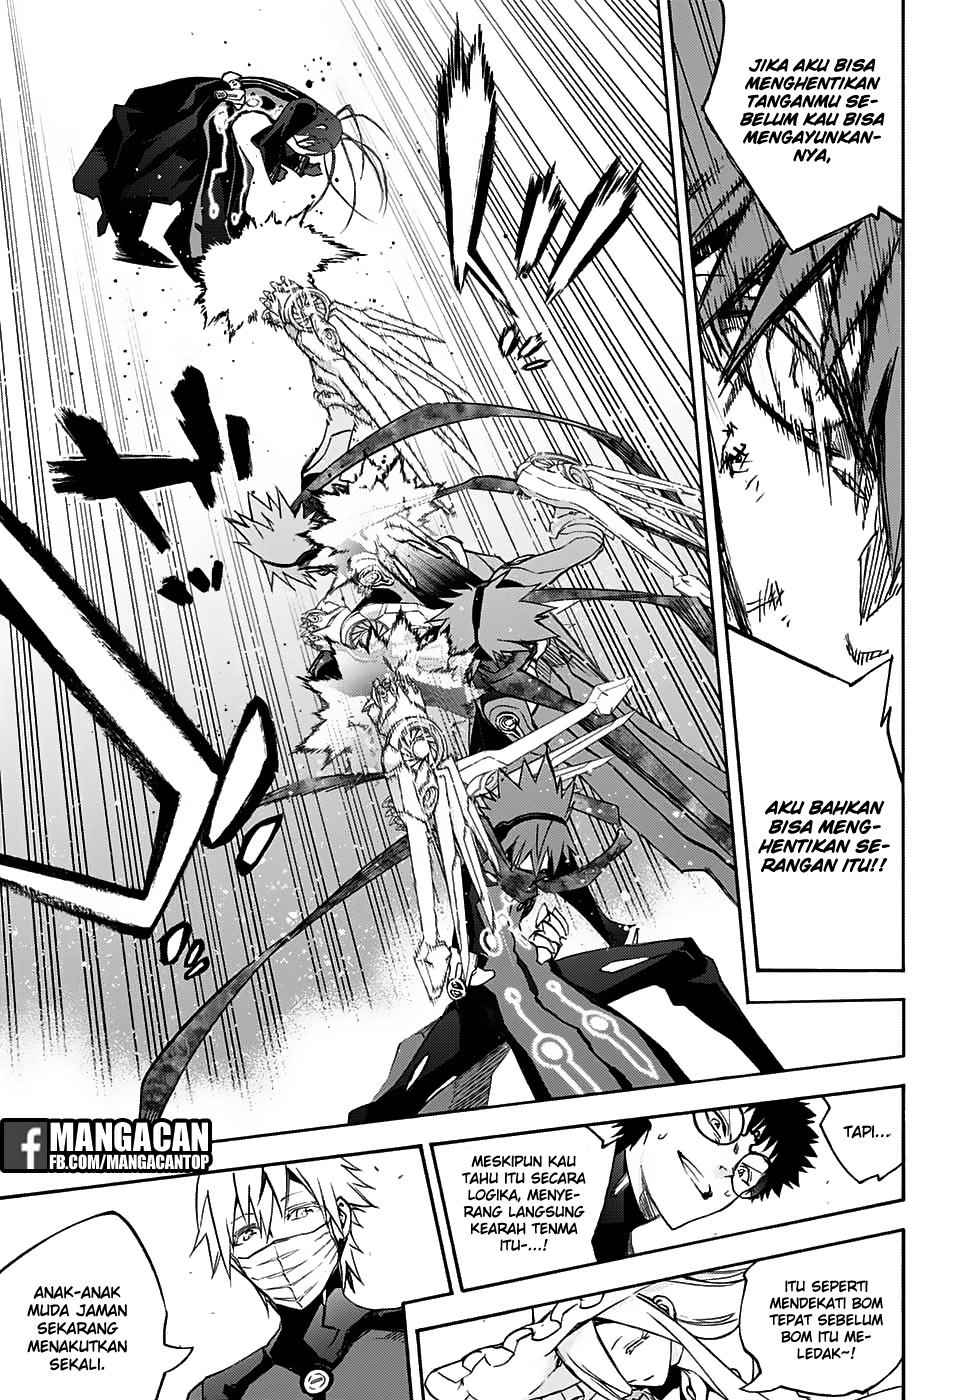 JIKA AKU BISA
MENGHENTIKAN
TANGANMU SE-
BELUM KAU BISA
MENGAYUNKAN-
NYA,
AKU BAHKAN
BISA MENG-
HENTIKAN SE-
RANGAN ITU!!
TAPI...
MESKIPUN KAU
TAHU ITU SECARA
LOGIKA, MENYE-
RANG LANGSUNG
KEARAH TENMA
ITU-...!
ITU SEPERTI
MENDEKATI BOM
TEPAT SEBELUM
BOM ITU ME-
LEDAK~!
ANAK-ANAK
MUDA JAMAN
SEKARANG
MENAKUTKAN
SEKALI.
f MANGACAN
FB.COM/MANGACANTOP